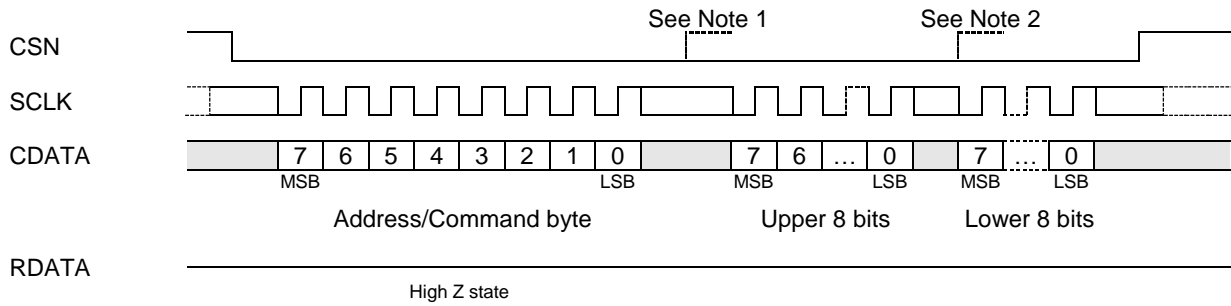 See Note 1 See Note 2
CSN
SCLK
CDATA 7 6 5 4 3 2 1 0 7 6 ... 0 7 ... 0
MSB LSB MSB LSB MSB LSB
Address/Command byte Upper 8 bits Lower 8 bits
RDATA
High Z state